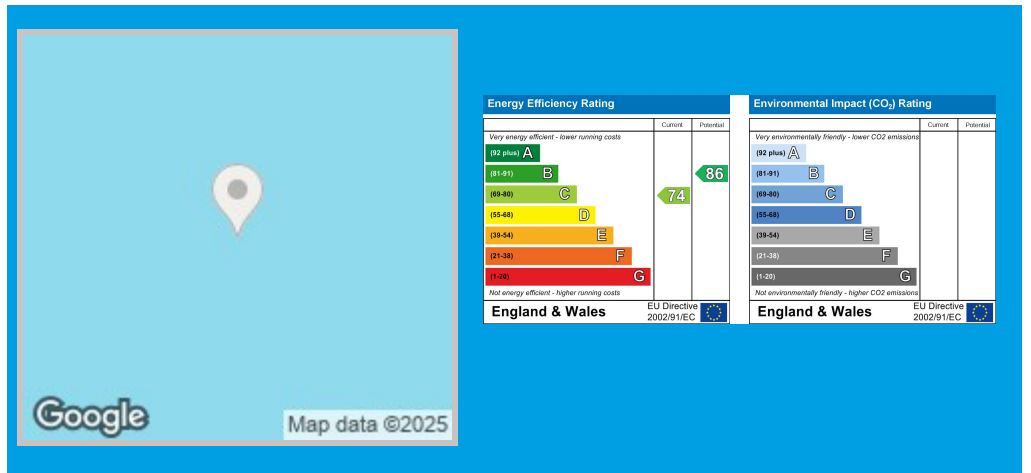 Google
Map data ©2025
Energy Efficiency Rating
Current Potential
Very energy efficient - lower running costs
(92 plus) A
(81-91) B 86
(69-80) C 74
(55-68) D
(39-54) E
(21-38) F
(1-20) G
Not energy efficient - higher running costs
England & Wales
EU Directive
2002/91/EC
Environmental Impact (CO₂) Rating
Current Potential
Very environmentally friendly - lower CO2 emissions
(92 plus) A
(81-91) B
(69-80) C
(55-68) D
(39-54) E
(21-38) F
(1-20) G
Not environmentally friendly - higher CO2 emissions
England & Wales
EU Directive
2002/91/EC